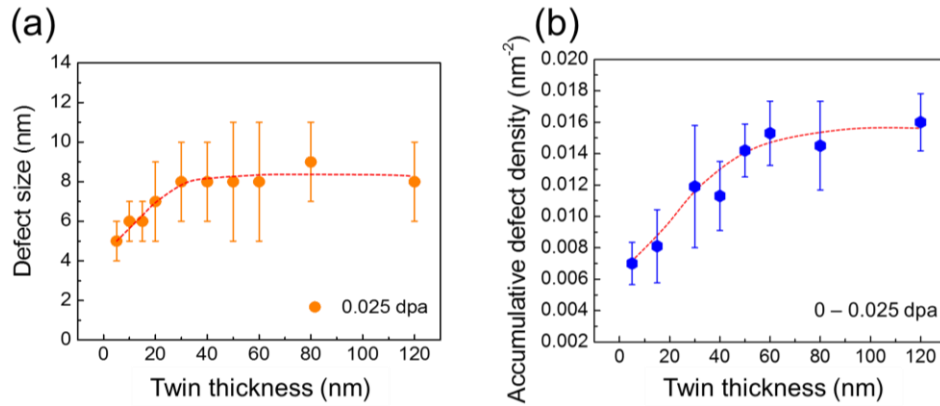 (a)
14
12
10
8
6
4
2
0
Defect size (nm)
0.025 dpa
0 20 40 60 80 100 120
Twin thickness (nm)
(b)
0.020
0.018
0.016
0.014
0.012
0.010
0.008
0.006
0.004
0.002
Accumulative defect density (nm⁻²)
0 – 0.025 dpa
0 20 40 60 80 100 120
Twin thickness (nm)